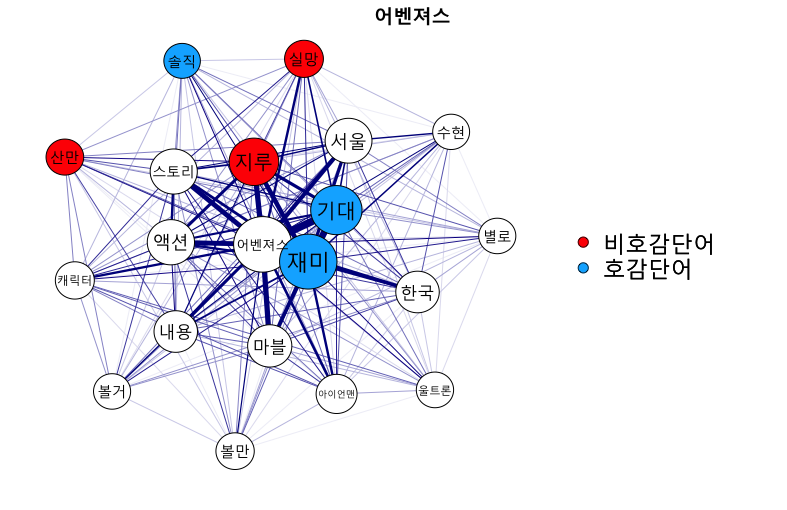 어벤져스
솔직
실망
수현
서울
산만
지루
스토리
기대
별로
액션
어벤져스
재미
캐릭터
한국
내용
마블
볼거
아이언맨
울트론
볼만
비호감단어
호감단어